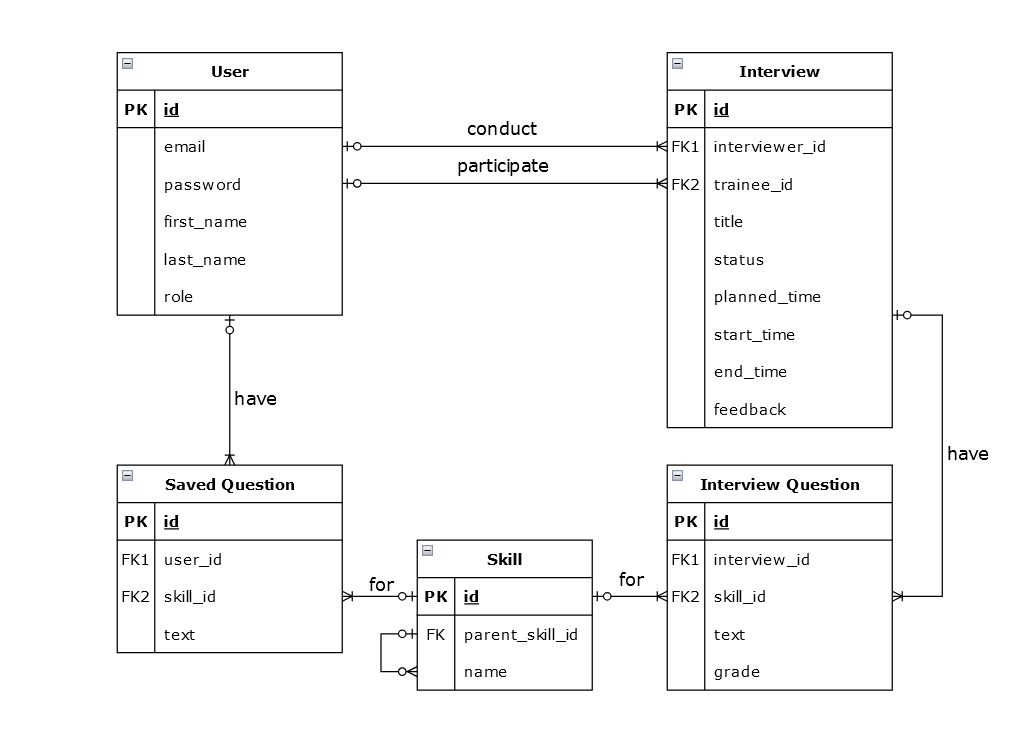 User
PK id
email
password
first_name
last_name
role
conduct
participate
Interview
PK id
FK1 interviewer_id
FK2 trainee_id
title
status
planned_time
start_time
end_time
feedback
have
have
Saved Question
PK id
FK1 user_id
FK2 skill_id
text
for
Skill
PK id
FK parent_skill_id
name
for
Interview Question
PK id
FK1 interview_id
FK2 skill_id
text
grade